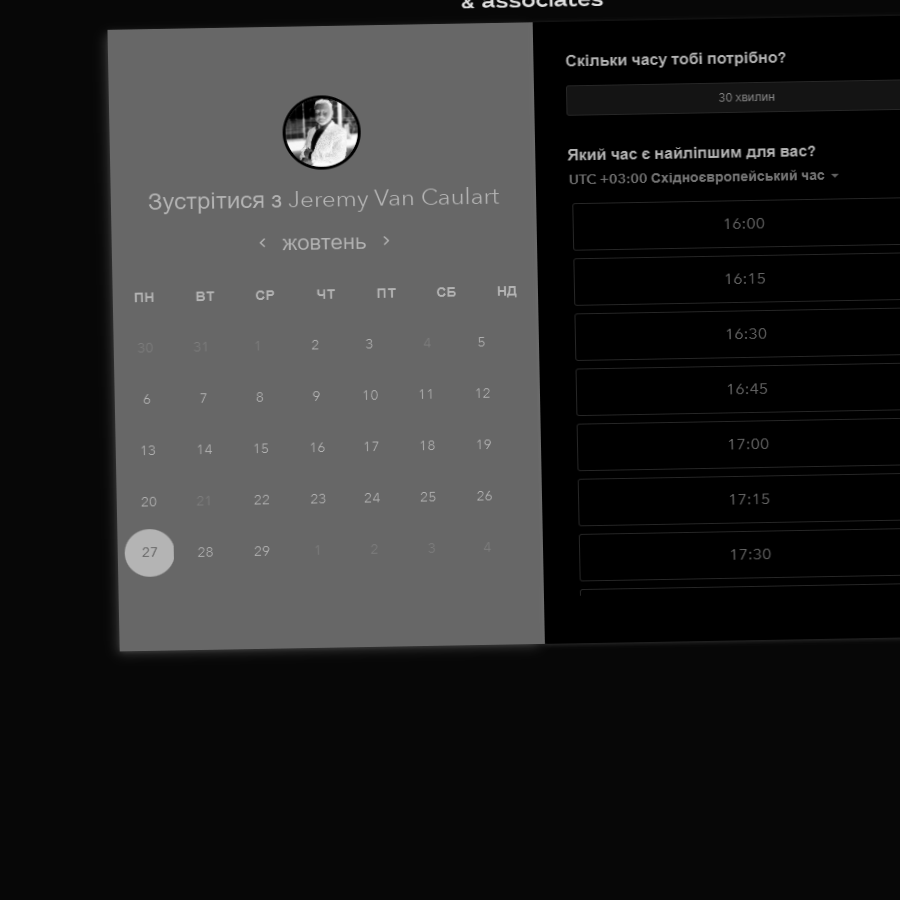 & associates
Зустрітися з Jeremy Van Caulart
жовтень
ПН ВТ СР ЧТ ПТ СБ НД
30 31 1 2 3 4 5
6 7 8 9 10 11 12
13 14 15 16 17 18 19
20 21 22 23 24 25 26
27 28 29 1 2 3 4
Скільки часу тобі потрібно?
30 хвилин
Який час є найліпшим для вас?
UTC +03:00 Східноєвропейський час
16:00
16:15
16:30
16:45
17:00
17:15
17:30